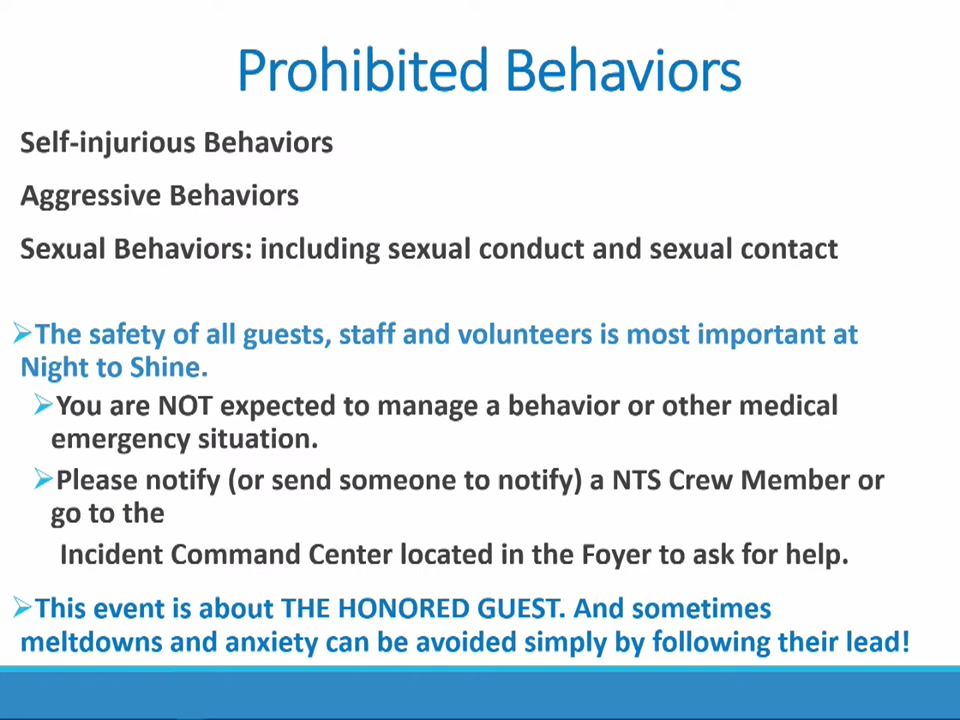 Prohibited Behaviors
Self-injurious Behaviors
Aggressive Behaviors
Sexual Behaviors: including sexual conduct and sexual contact
The safety of all guests, staff and volunteers is most important at
Night to Shine.
You are NOT expected to manage a behavior or other medical
emergency situation.
Please notify (or send someone to notify) a NTS Crew Member or
go to the
Incident Command Center located in the Foyer to ask for help.
This event is about THE HONORED GUEST. And sometimes
meltdowns and anxiety can be avoided simply by following their lead!